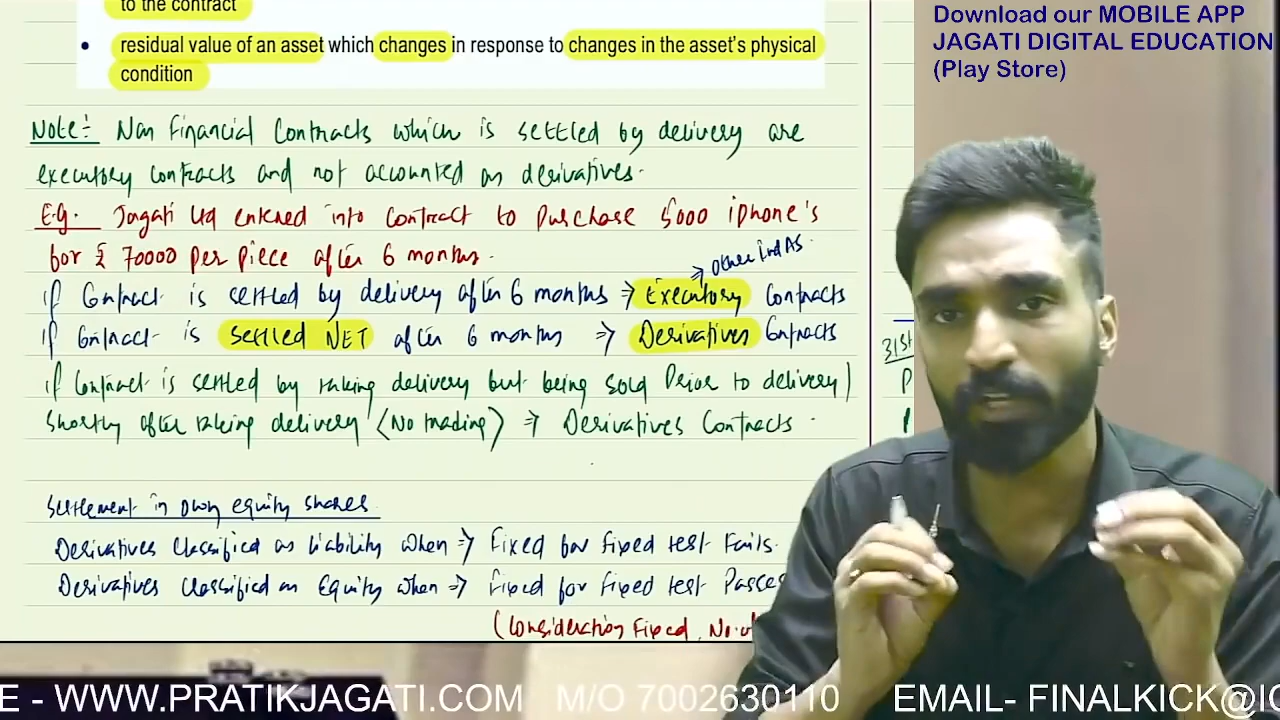 to the contract
• residual value of an asset which changes in response to changes in the asset's physical
condition
Note:- Non Financial Contracts which is settled by delivery are
executory contracts and not accounted as derivatives.
E.g. Jagati Ltd entered into Contract to Purchase 5000 iphone's
for ₹ 70000 Per piece after 6 months.
⇒ Other Ind AS.
if Contract is settled by delivery after 6 months ⇒ Executory Contracts
if Contract is settled NET after 6 months ⇒ Derivatives Contracts
if Contract is settled by taking delivery but being sold Prior to delivery /
Shortly after taking delivery (No trading) ⇒ Derivatives Contracts.
Settlement in own equity shares
Derivatives classified as liability when ⇒ Fixed for fixed test Fails.
Derivatives classified as Equity when ⇒ Fixed for fixed test Passes
(Consideration Fixed, No. of
31st
P
Download our MOBILE APP
JAGATI DIGITAL EDUCATION
(Play Store)
E - WWW.PRATIKJAGATI.COM M/O 7002630110 EMAIL- FINALKICK@IC